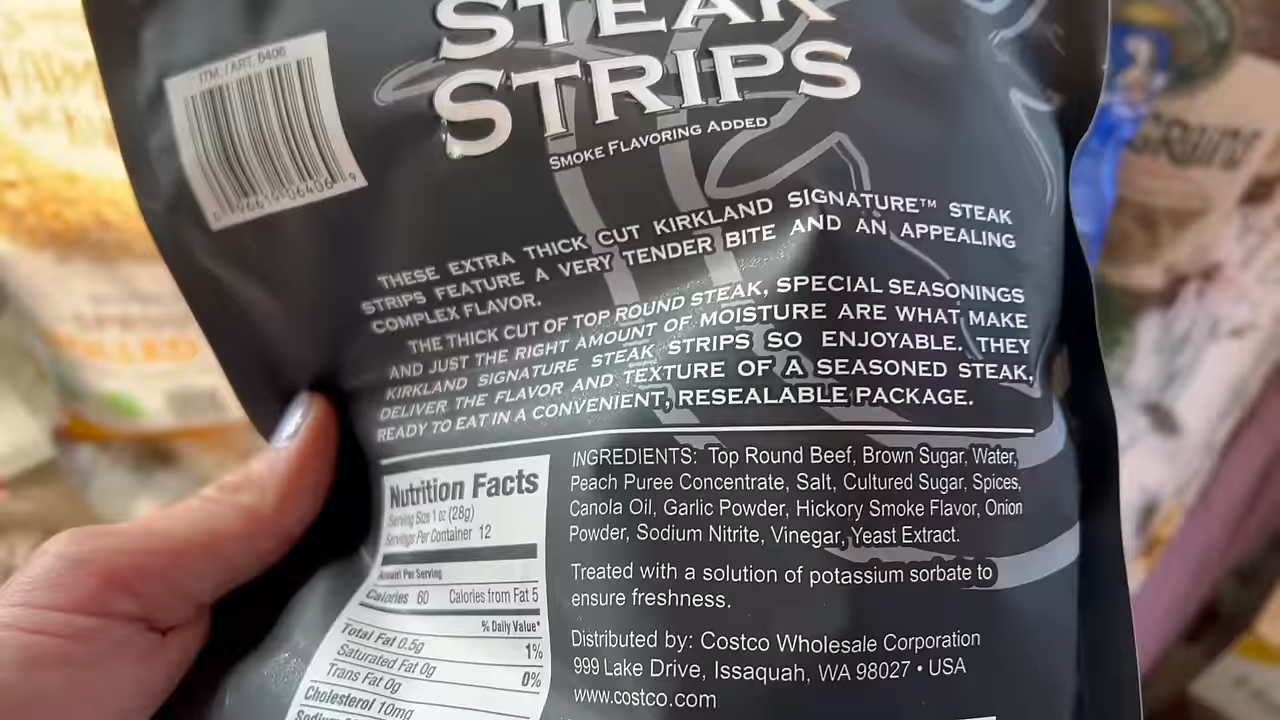 STEAK
STRIPS
SMOKE FLAVORING ADDED
ITM. / ART. 6406
0 96619 06406 9
THESE EXTRA THICK CUT KIRKLAND SIGNATURE™ STEAK
STRIPS FEATURE A VERY TENDER BITE AND AN APPEALING
COMPLEX FLAVOR.
THE THICK CUT OF TOP ROUND STEAK, SPECIAL SEASONINGS
AND JUST THE RIGHT AMOUNT OF MOISTURE ARE WHAT MAKE
KIRKLAND SIGNATURE STEAK STRIPS SO ENJOYABLE. THEY
DELIVER THE FLAVOR AND TEXTURE OF A SEASONED STEAK,
READY TO EAT IN A CONVENIENT, RESEALABLE PACKAGE.
Nutrition Facts
Serving Size 1 oz (28g)
Servings Per Container 12
Amount Per Serving
Calories 60 Calories from Fat 5
% Daily Value*
Total Fat 0.5g 1%
Saturated Fat 0g 0%
Trans Fat 0g
Cholesterol 10mg
INGREDIENTS: Top Round Beef, Brown Sugar, Water,
Peach Puree Concentrate, Salt, Cultured Sugar, Spices,
Canola Oil, Garlic Powder, Hickory Smoke Flavor, Onion
Powder, Sodium Nitrite, Vinegar, Yeast Extract.
Treated with a solution of potassium sorbate to
ensure freshness.
Distributed by: Costco Wholesale Corporation
999 Lake Drive, Issaquah, WA 98027 • USA
www.costco.com